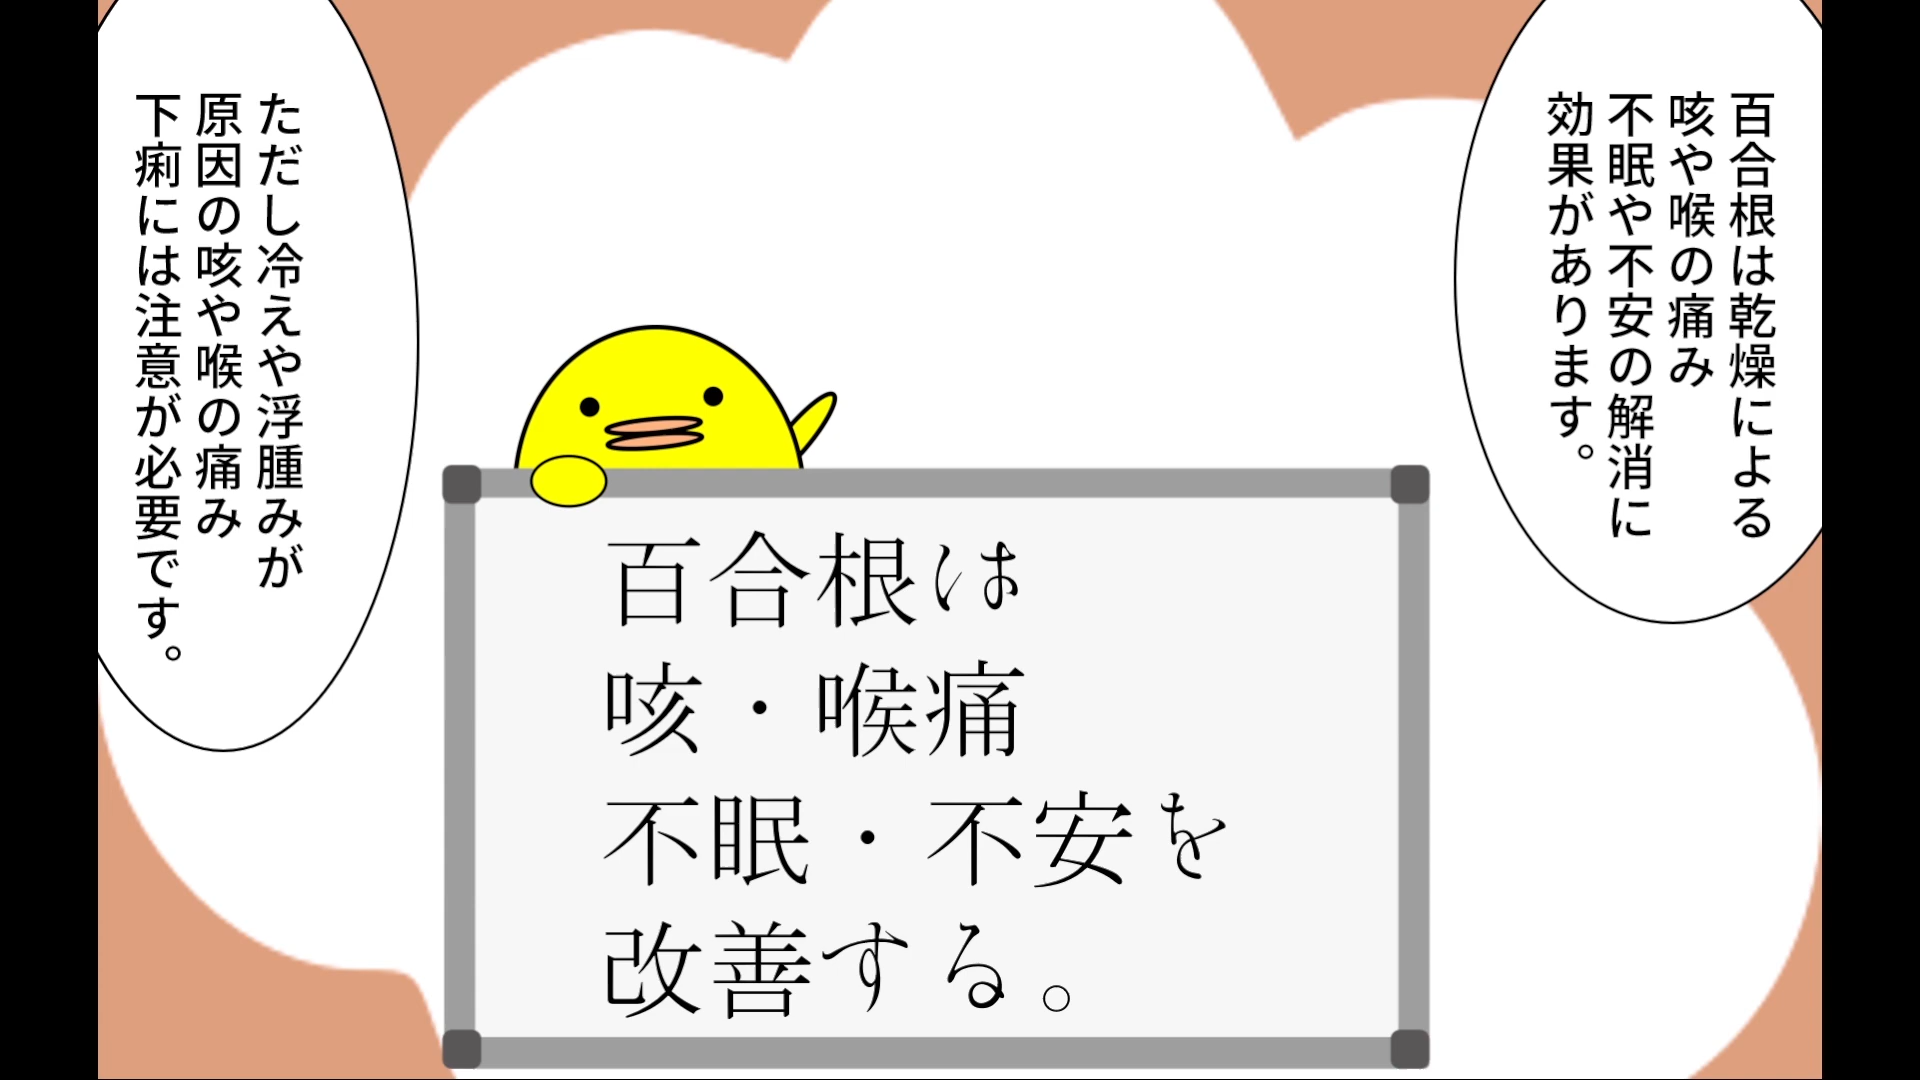 百合根は乾燥による
咳や喉の痛み
不眠や不安の解消に
効果があります。
ただし冷えや浮腫みが
原因の咳や喉の痛み
下痢には注意が必要です。
百合根は
咳・喉痛
不眠・不安を
改善する。